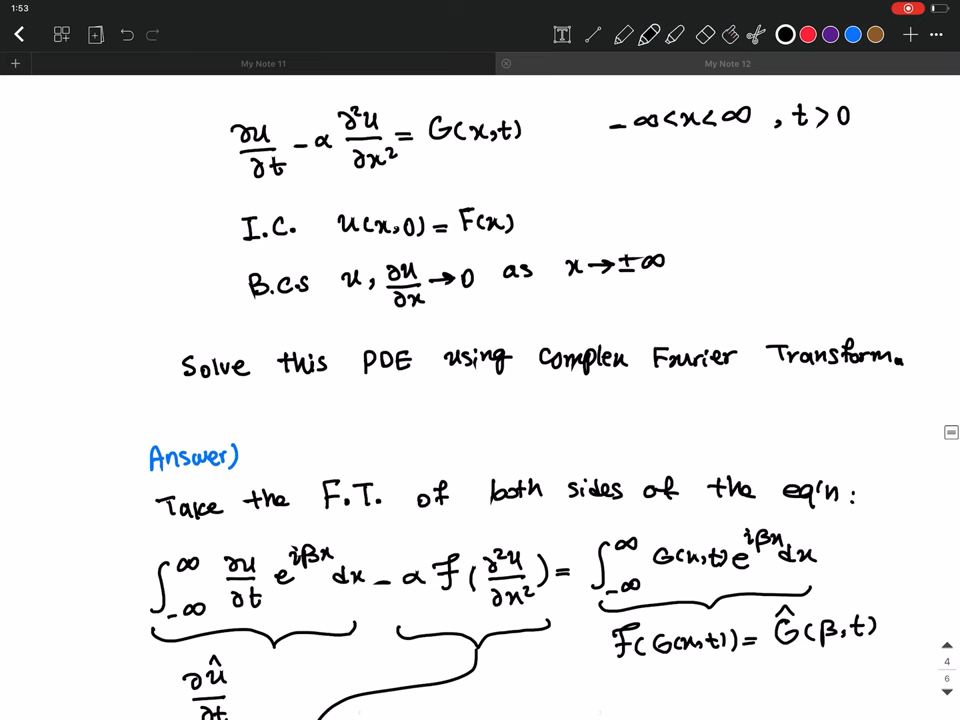 1:53
My Note 11
My Note 12
∂u/∂t − α ∂²u/∂x² = G(x,t)   −∞<x<∞ , t>0
I.C. u(x,0) = F(x)
B.C.s u, ∂u/∂x → 0 as x → ±∞
Solve this PDE using Complex Fourier Transform.
Answer)
Take the F.T. of both sides of the eq'n:
∫_{-∞}^{∞} ∂u/∂t e^{iβx} dx − α ℱ(∂²u/∂x²) = ∫_{-∞}^{∞} G(x,t) e^{iβx} dx
ℱ(G(x,t)) = Ĝ(β,t)
∂û/∂t
4
6